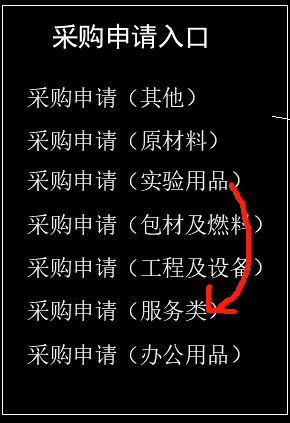 采购申请入口
采购申请（其他）
采购申请（原材料）
采购申请（实验用品）
采购申请（包材及燃料）
采购申请（工程及设备）
采购申请（服务类）
采购申请（办公用品）